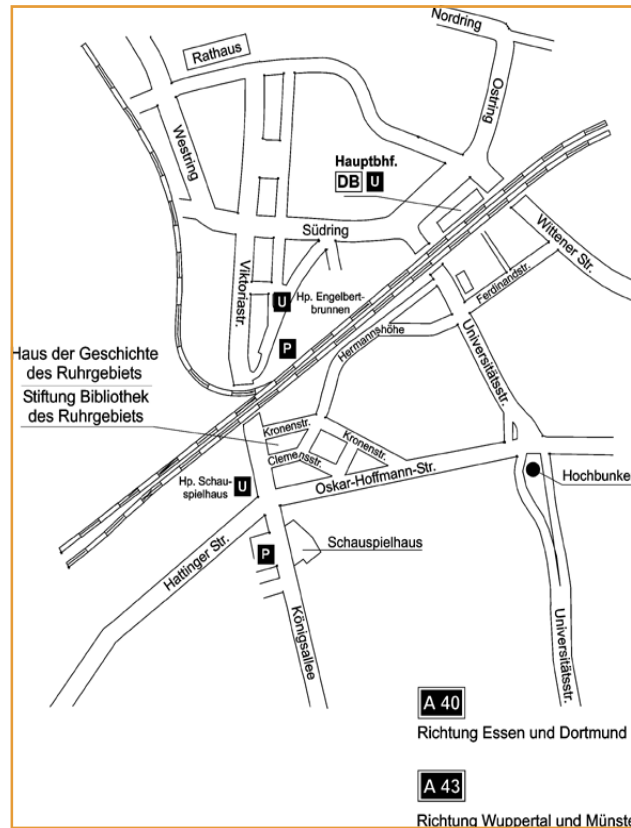 Nordring
Rathaus
Ostring
Westring
Hauptbhf.
DB U
Südring
Wittener Str.
Viktoriastr.
U Hp. Engelbert-
brunnen
Ferdinandstr.
P
Hermannshöhe
Universitätsstr.
Haus der Geschichte
des Ruhrgebiets
Stiftung Bibliothek
des Ruhrgebiets
Kronenstr.
Kronenstr.
Clemensstr.
Hp. Schau-
spielhaus
U
Oskar-Hoffmann-Str.
Hochbunke
Hattinger Str.
P
Schauspielhaus
Königsallee
Universitätsstr.
A 40
Richtung Essen und Dortmund
A 43
Richtung Wuppertal und Münste